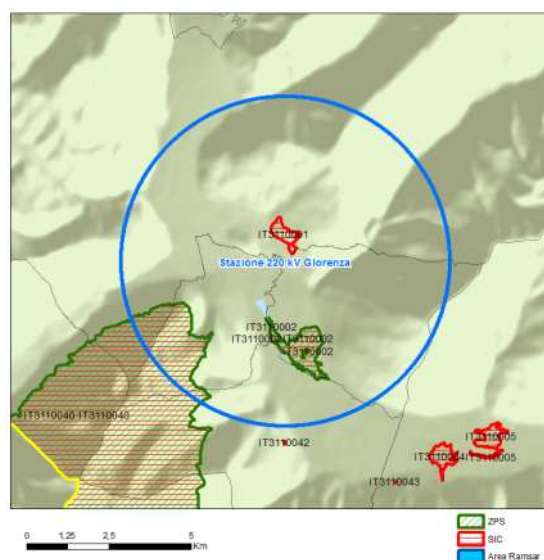 IT3110001
Stazione 220 kV Glorenza
IT3110002
IT3110002
IT3110002
IT3110040 IT3110040
IT3110042
IT3110005
IT3110004
IT3110005
IT3110043
0 1,25 2,5 5
Km
ZPS
SIC
Area Ramsar